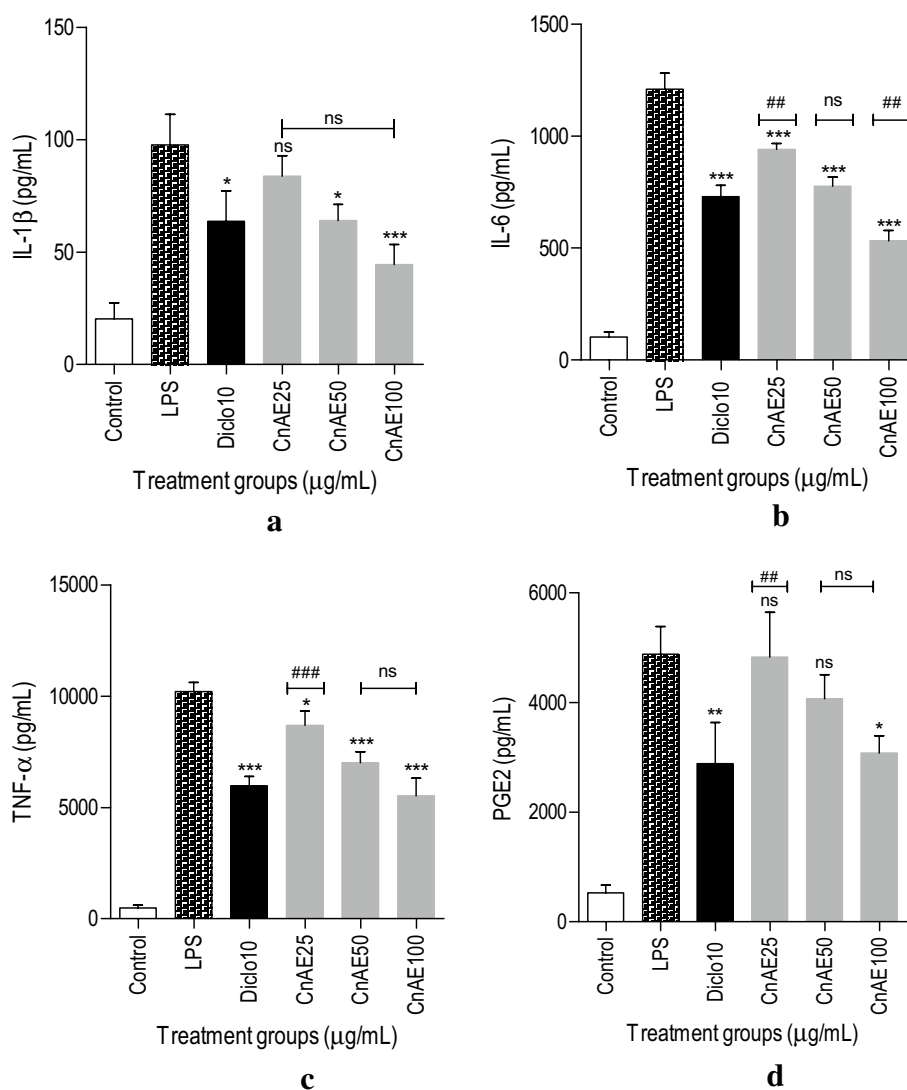 150
100
50
0
IL-1β (pg/mL)
ns
ns
*
*
***
Control
LPS
Diclo10
CnAE25
CnAE50
CnAE100
Treatment groups (μg/mL)
a
1500
1000
500
0
IL-6 (pg/mL)
## ns ##
***
***
***
***
Control
LPS
Diclo10
CnAE25
CnAE50
CnAE100
Treatment groups (μg/mL)
b
15000
10000
5000
0
TNF-α (pg/mL)
### ns
*
***
***
***
Control
LPS
Diclo10
CnAE25
CnAE50
CnAE100
Treatment groups (μg/mL)
c
6000
4000
2000
0
PGE2 (pg/mL)
## ns
ns
ns
**
*
Control
LPS
Diclo10
CnAE25
CnAE50
CnAE100
Treatment groups (μg/mL)
d